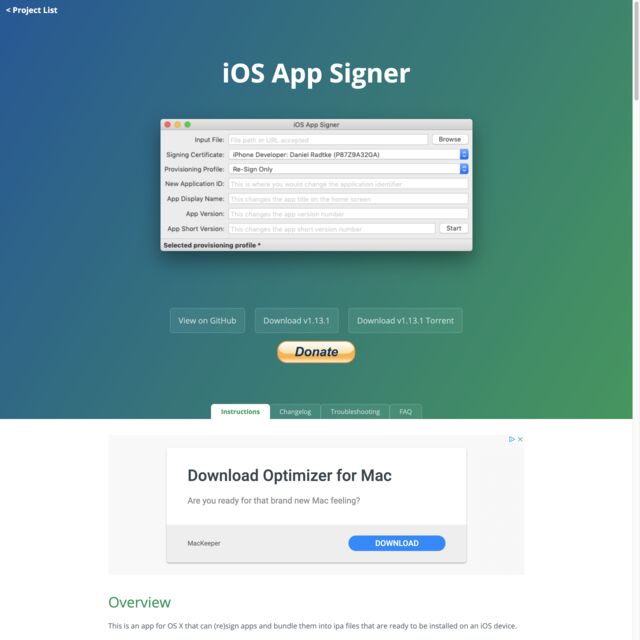 < Project List
iOS App Signer
iOS App Signer
Input File: File path or URL accepted Browse
Signing Certificate: iPhone Developer: Daniel Radtke (PB7Z9A32GA)
Provisioning Profile: Re-Sign Only
New Application ID: This is where you would change the application identifier
App Display Name: This changes the app title on the home screen
App Version: This changes the app version number
App Short Version: This changes the app short version number Start
Selected provisioning profile *
View on GitHub Download v1.13.1 Download v1.13.1 Torrent
Donate
Instructions Changelog Troubleshooting FAQ
Download Optimizer for Mac
Are you ready for that brand new Mac feeling?
MacKeeper DOWNLOAD
Overview
This is an app for OS X that can (re)sign apps and bundle them into ipa files that are ready to be installed on an iOS device.